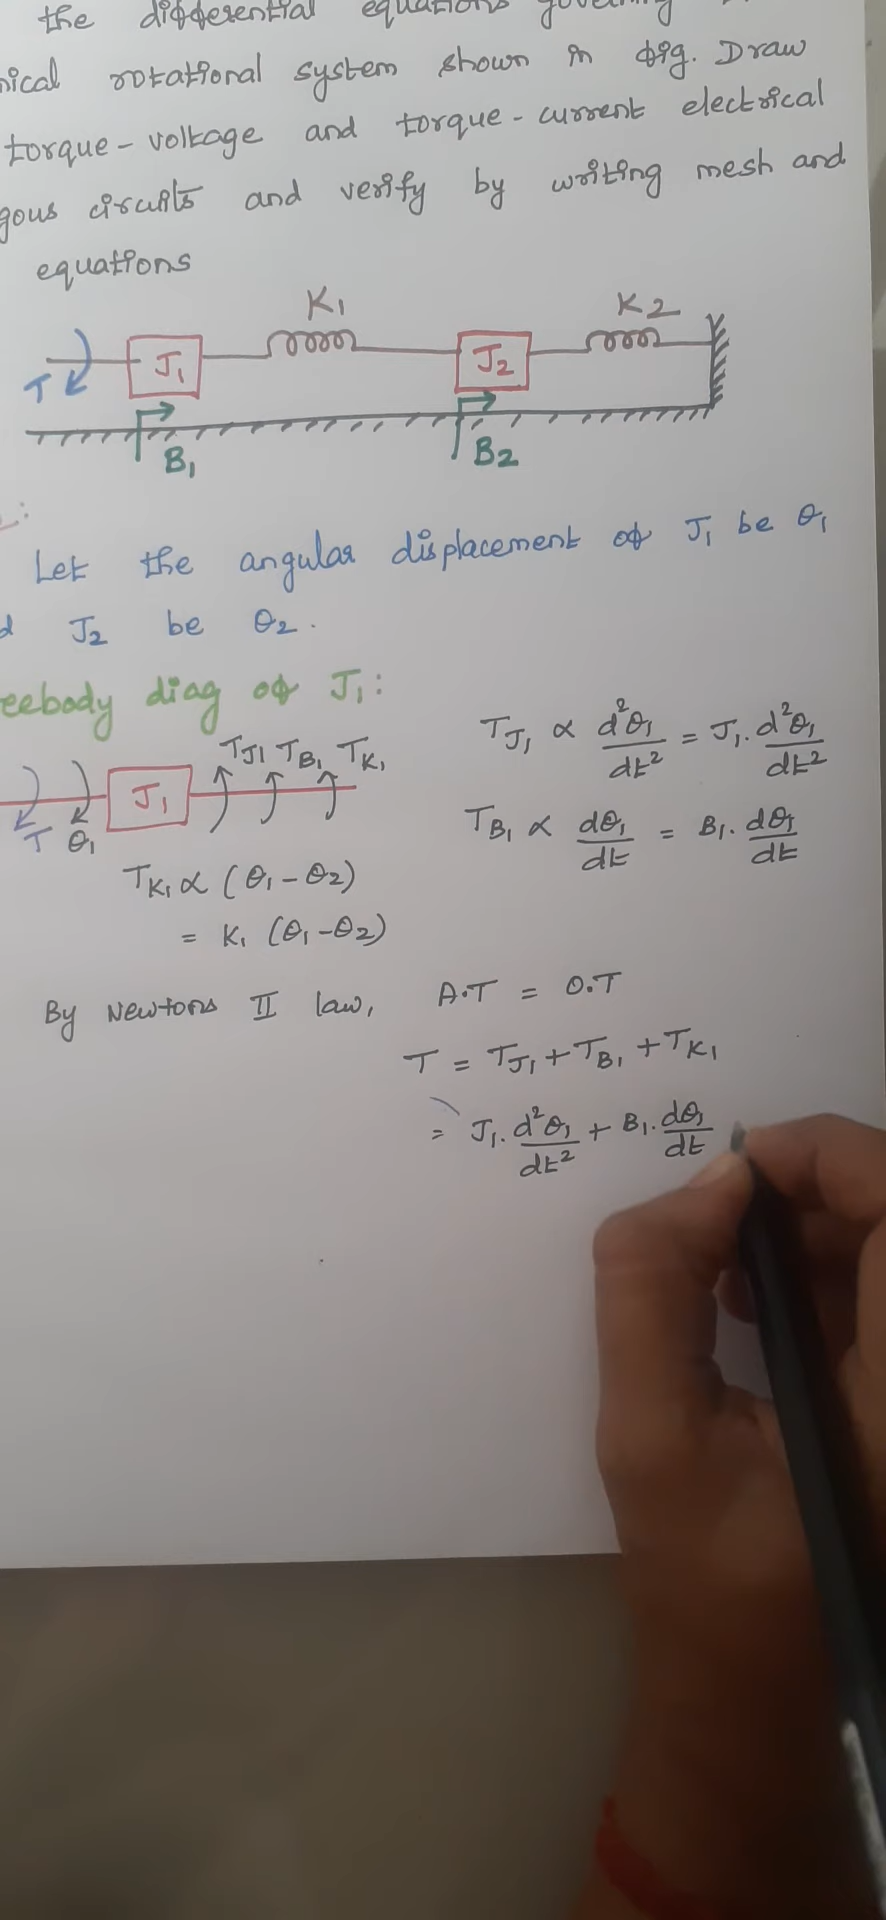 the differential equations governing
nical rotational system shown in fig. Draw
torque-voltage and torque-current electrical
gous circuits and verify by writing mesh and
equations
K₁ K2
T J₁ J₂
B₁ B2
Let the angular displacement of J₁ be θ₁
d J₂ be θ₂.
eebody diag of J₁:
TJ1 TB₁ TK₁
T θ₁ J₁
TJ₁ ∝ d²θ₁/dt² = J₁. d²θ₁/dt²
TB₁ ∝ dθ₁/dt = B₁. dθ₁/dt
TK₁ ∝ (θ₁-θ₂)
= K₁ (θ₁-θ₂)
By Newtons II law, A.T = O.T
T = TJ₁ + TB₁ + TK₁
= J₁. d²θ₁/dt² + B₁. dθ₁/dt